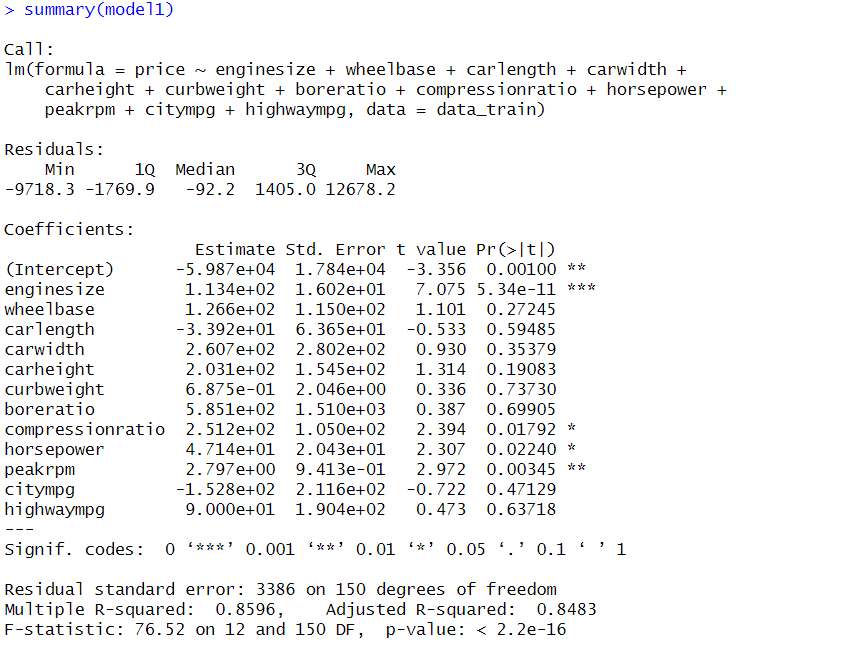 > summary(model1)

Call:
lm(formula = price ~ enginesize + wheelbase + carlength + carwidth +
    carheight + curbweight + boreratio + compressionratio + horsepower +
    peakrpm + citympg + highwaympg, data = data_train)

Residuals:
    Min      1Q  Median      3Q     Max
-9718.3 -1769.9   -92.2  1405.0 12678.2

Coefficients:
                   Estimate Std. Error t value Pr(>|t|)
(Intercept)      -5.987e+04  1.784e+04  -3.356  0.00100 **
enginesize        1.134e+02  1.602e+01   7.075 5.34e-11 ***
wheelbase         1.266e+02  1.150e+02   1.101  0.27245
carlength        -3.392e+01  6.365e+01  -0.533  0.59485
carwidth          2.607e+02  2.802e+02   0.930  0.35379
carheight         2.031e+02  1.545e+02   1.314  0.19083
curbweight        6.875e-01  2.046e+00   0.336  0.73730
boreratio         5.851e+02  1.510e+03   0.387  0.69905
compressionratio  2.512e+02  1.050e+02   2.394  0.01792 *
horsepower        4.714e+01  2.043e+01   2.307  0.02240 *
peakrpm           2.797e+00  9.413e-01   2.972  0.00345 **
citympg          -1.528e+02  2.116e+02  -0.722  0.47129
highwaympg        9.000e+01  1.904e+02   0.473  0.63718
---
Signif. codes:  0 ‘***’ 0.001 ‘**’ 0.01 ‘*’ 0.05 ‘.’ 0.1 ‘ ’ 1

Residual standard error: 3386 on 150 degrees of freedom
Multiple R-squared:  0.8596,    Adjusted R-squared:  0.8483
F-statistic: 76.52 on 12 and 150 DF,  p-value: < 2.2e-16